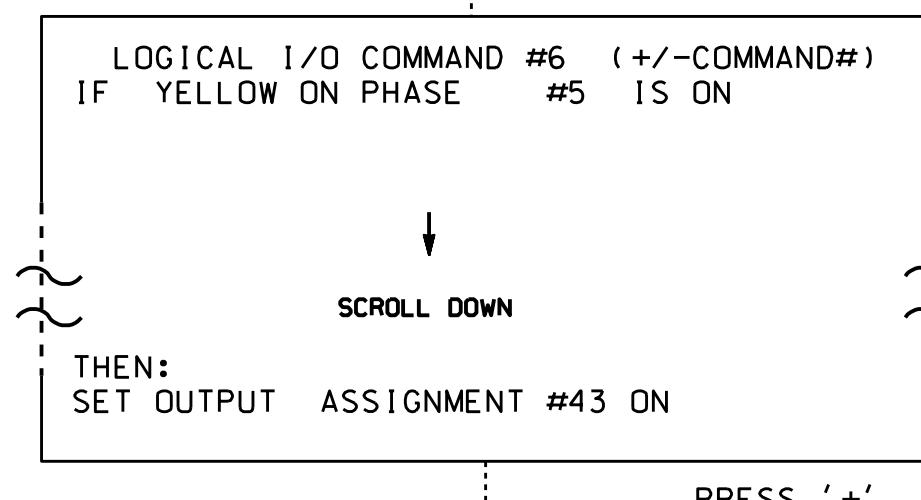 LOGICAL I/O COMMAND #6 (+/-COMMAND#)
IF YELLOW ON PHASE #5 IS ON
SCROLL DOWN
THEN:
SET OUTPUT ASSIGNMENT #43 ON
PRESS '+'